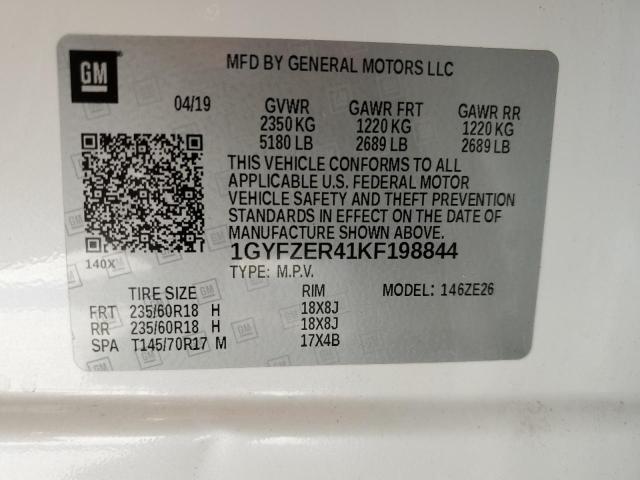 GM
MFD BY GENERAL MOTORS LLC
04/19 GVWR GAWR FRT GAWR RR
2350 KG 1220 KG 1220 KG
5180 LB 2689 LB 2689 LB
THIS VEHICLE CONFORMS TO ALL
APPLICABLE U.S. FEDERAL MOTOR
VEHICLE SAFETY AND THEFT PREVENTION
STANDARDS IN EFFECT ON THE DATE OF
MANUFACTURE SHOWN ABOVE.
1GYFZER41KF198844
140X TYPE: M.P.V.
TIRE SIZE RIM MODEL: 146ZE26
FRT 235/60R18 H 18X8J
RR 235/60R18 H 18X8J
SPA T145/70R17 M 17X4B